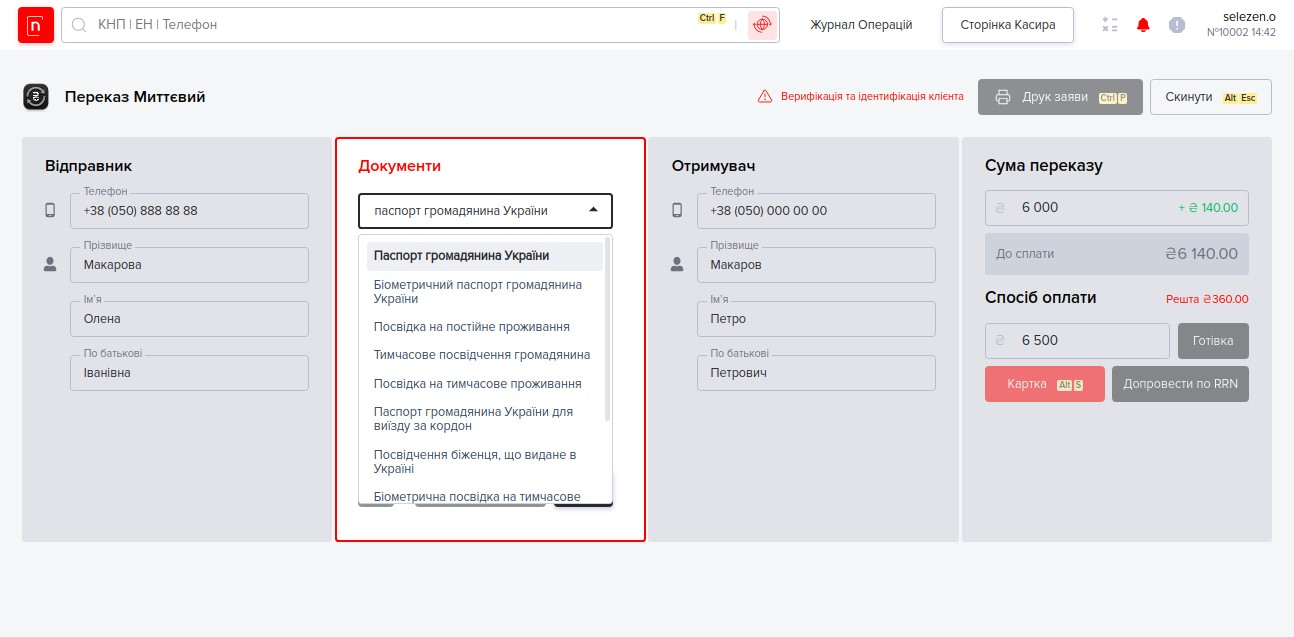 n
КНП | ЕН | Телефон
Ctrl F
Журнал Операцій
Сторінка Касира
selezen.o
№10002 14:42
Переказ Миттєвий
Верифікація та ідентифікація клієнта
Друк заяви Ctrl P
Скинути Alt Esc
Відправник
Телефон
+38 (050) 888 88 88
Прізвище
Макарова
Ім'я
Олена
По батькові
Іванівна
Документи
паспорт громадянина України
Паспорт громадянина України
Біометричний паспорт громадянина
України
Посвідка на постійне проживання
Тимчасове посвідчення громадянина
Посвідка на тимчасове проживання
Паспорт громадянина України для
виїзду за кордон
Посвідчення біженця, що видане в
Україні
Біометрична посвідка на тимчасове
Отримувач
Телефон
+38 (050) 000 00 00
Прізвище
Макаров
Ім'я
Петро
По батькові
Петрович
Сума переказу
₴ 6 000 + ₴ 140.00
До сплати ₴6 140.00
Спосіб оплати Решта ₴360.00
₴ 6 500 Готівка
Картка Alt S Допровести по RRN